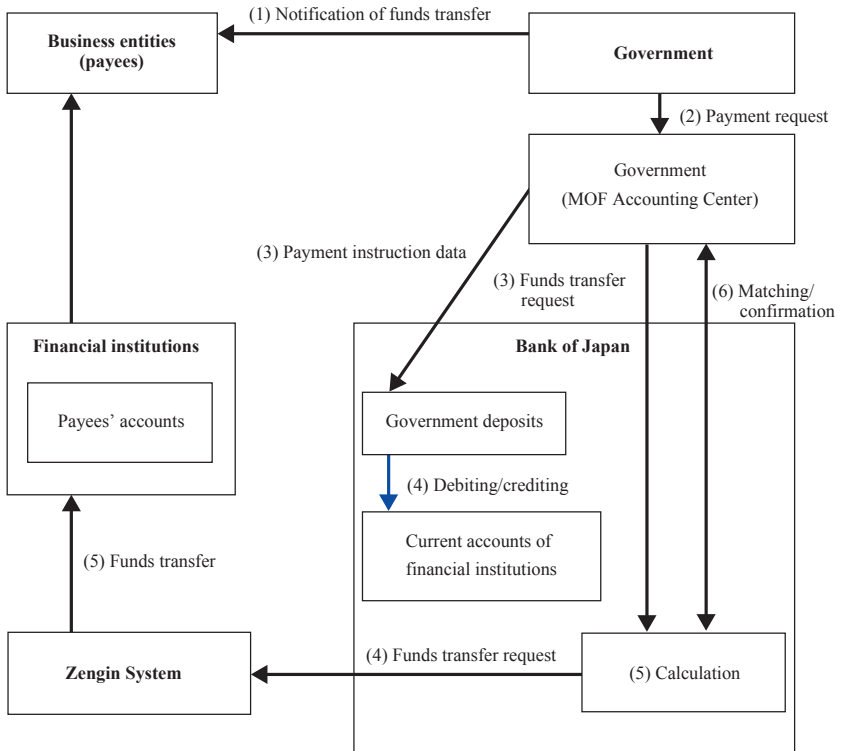 (1) Notification of funds transfer
Business entities
(payees)
Government
(2) Payment request
Government
(MOF Accounting Center)
(3) Payment instruction data
(3) Funds transfer
request
(6) Matching/
confirmation
Financial institutions
Payees’ accounts
Bank of Japan
Government deposits
(4) Debiting/crediting
Current accounts of
financial institutions
(5) Funds transfer
Zengin System
(4) Funds transfer request
(5) Calculation